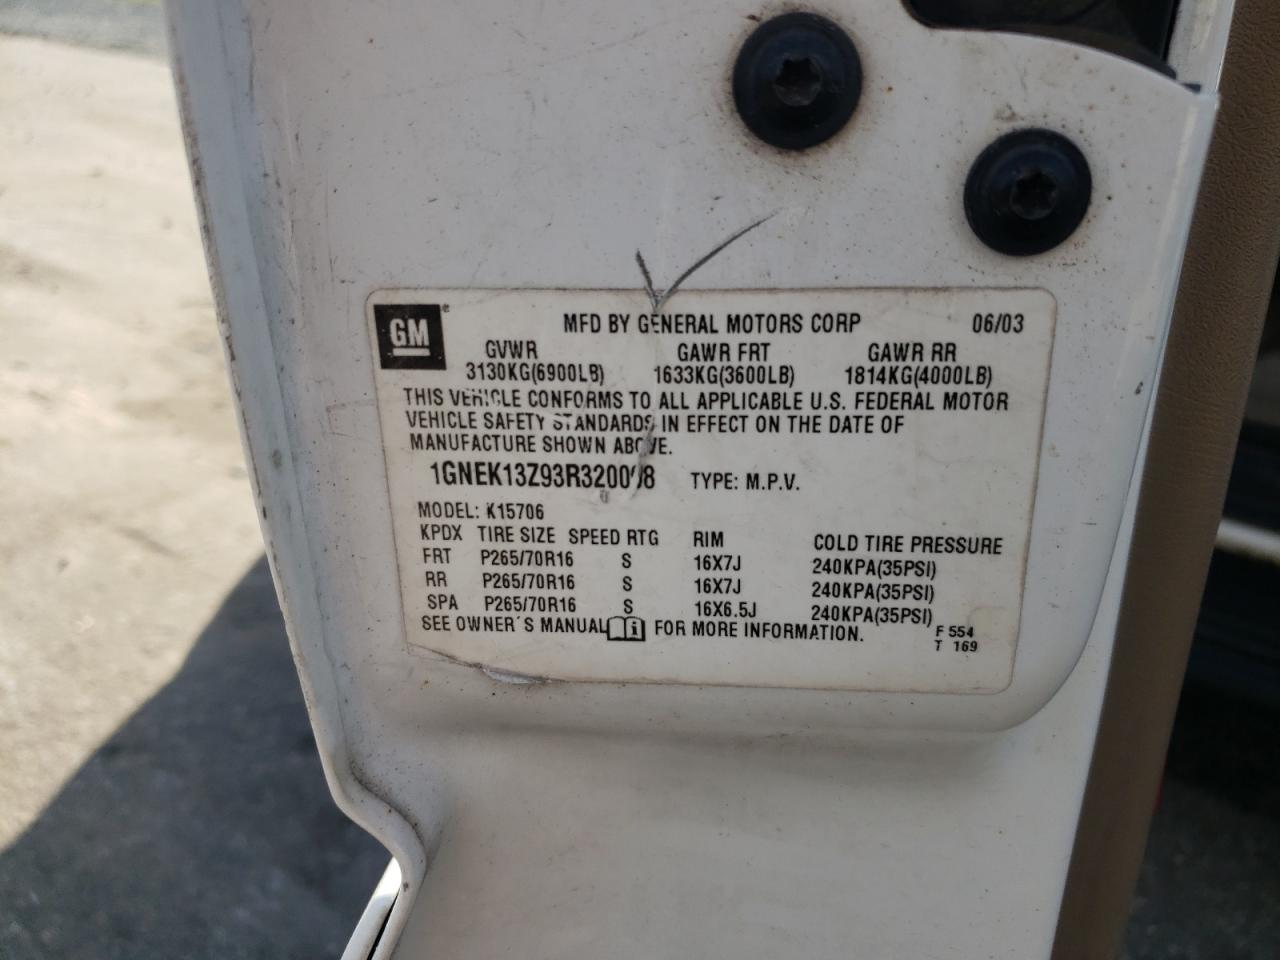 GM
MFD BY GENERAL MOTORS CORP 06/03
GVWR GAWR FRT GAWR RR
3130KG(6900LB) 1633KG(3600LB) 1814KG(4000LB)
THIS VEHICLE CONFORMS TO ALL APPLICABLE U.S. FEDERAL MOTOR
VEHICLE SAFETY STANDARDS IN EFFECT ON THE DATE OF
MANUFACTURE SHOWN ABOVE.
TYPE: M.P.V.
MODEL: K15706
KPDX TIRE SIZE SPEED RTG RIM COLD TIRE PRESSURE
FRT P265/70R16 S 16X7J 240KPA(35PSI)
RR P265/70R16 S 16X7J 240KPA(35PSI)
SPA P265/70R16 S 16X6.5J 240KPA(35PSI)
SEE OWNER'S MANUAL i FOR MORE INFORMATION.
F 554
T 169